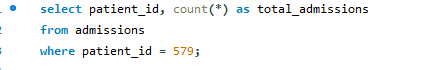 select patient_id, count(*) as total_admissions
from admissions
where patient_id = 579;